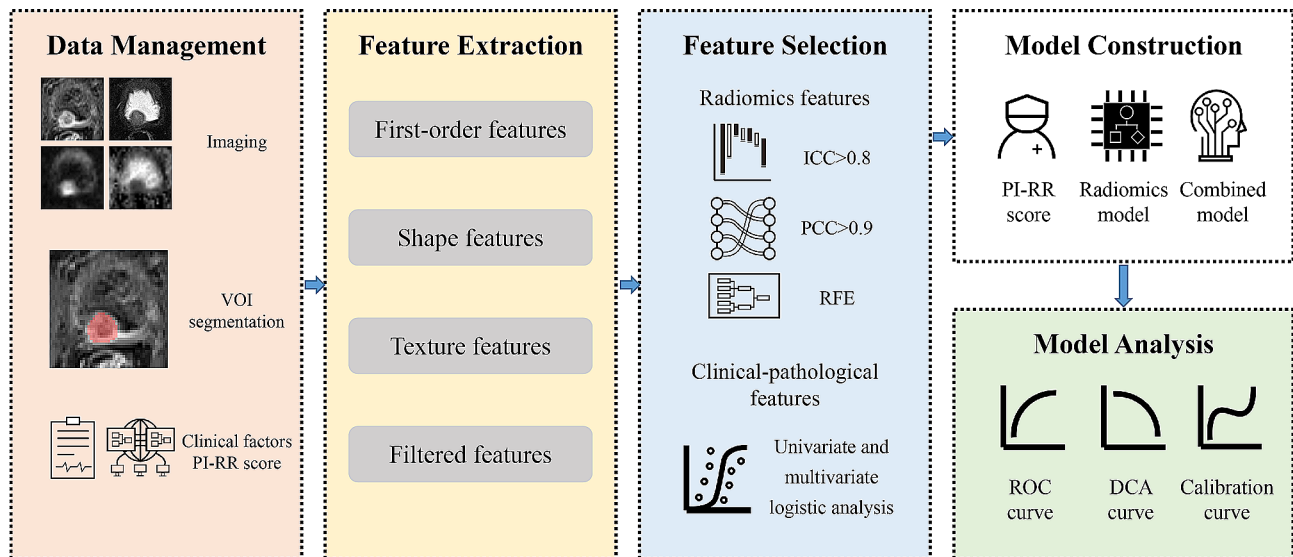 Data Management
Imaging
VOI
segmentation
Clinical factors
PI-RR score
Feature Extraction
First-order features
Shape features
Texture features
Filtered features
Feature Selection
Radiomics features
ICC>0.8
PCC>0.9
RFE
Clinical-pathological
features
Univariate and
multivariate
logistic analysis
Model Construction
PI-RR
score
Radiomics
model
Combined
model
Model Analysis
ROC
curve
DCA
curve
Calibration
curve